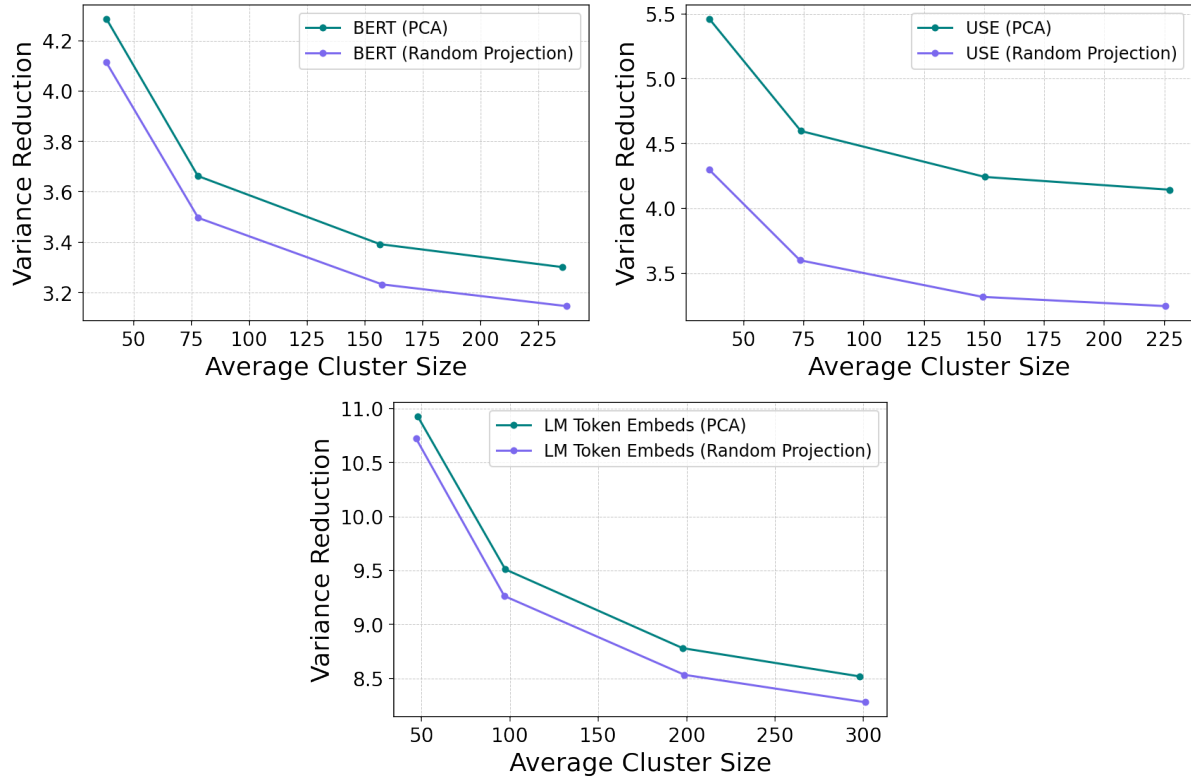 BERT (PCA)
BERT (Random Projection)
4.2
4.0
3.8
3.6
3.4
3.2
Variance Reduction
50 75 100 125 150 175 200 225
Average Cluster Size
USE (PCA)
USE (Random Projection)
5.5
5.0
4.5
4.0
3.5
Variance Reduction
50 75 100 125 150 175 200 225
Average Cluster Size
LM Token Embeds (PCA)
LM Token Embeds (Random Projection)
11.0
10.5
10.0
9.5
9.0
8.5
Variance Reduction
50 100 150 200 250 300
Average Cluster Size